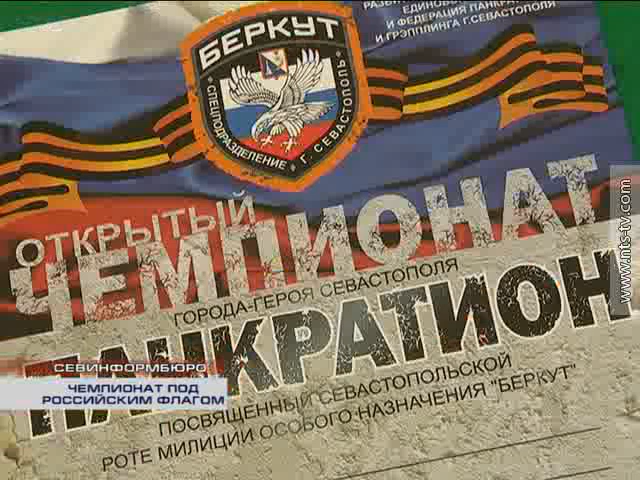 ЕДИНОБОРСТВ
И ФЕДЕРАЦИЯ
И ГРЭППЛИНГА Г.СЕВАСТОПОЛЯ
БЕРКУТ
СПЕЦПОДРАЗДЕЛЕНИЕ
Г. СЕВАСТОПОЛЬ
ОТКРЫТЫЙ
ЧЕМПИОНАТ
ГОРОДА-ГЕРОЯ СЕВАСТОПОЛЯ
ПАНКРАТИОН
ПОСВЯЩЕННЫЙ СЕВАСТОПОЛЬСКОЙ
РОТЕ МИЛИЦИИ ОСОБОГО НАЗНАЧЕНИЯ "БЕРКУТ"
www.nts-tv.com
СЕВИНФОРМБЮРО
ЧЕМПИОНАТ ПОД
РОССИЙСКИМ ФЛАГОМ